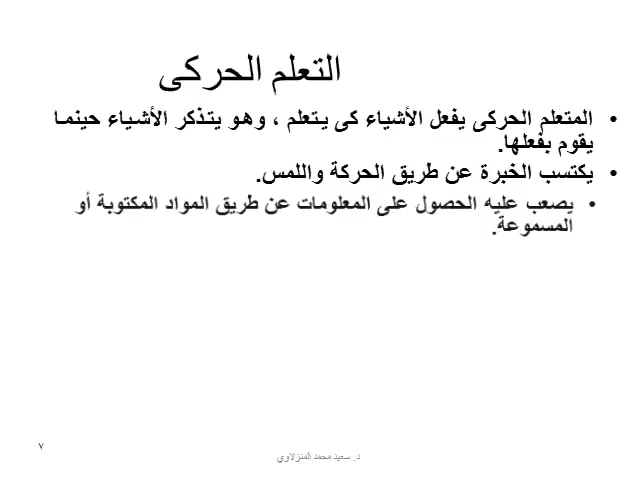 التعلم الحركى
• المتعلم الحركى يفعل الأشياء كى يتعلم ، وهو يتذكر الأشياء حينما
يقوم بفعلها.
• يكتسب الخبرة عن طريق الحركة واللمس.
• يصعب عليه الحصول على المعلومات عن طريق المواد المكتوبة أو
المسموعة.
د. سعيد محمد المنزلاوي
٧